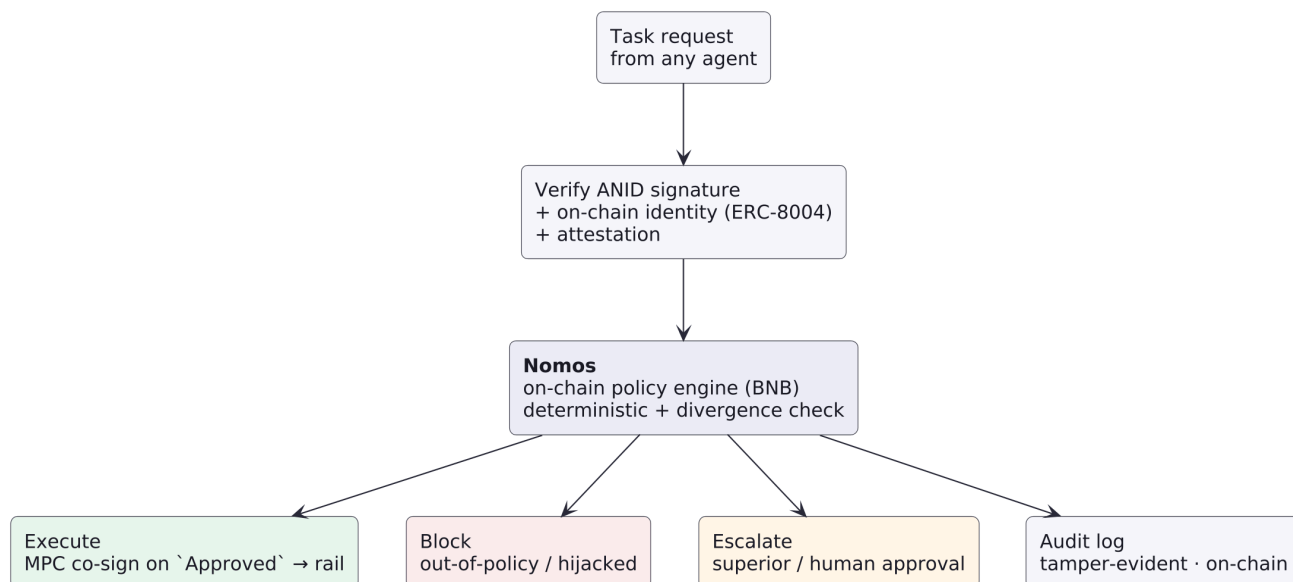 Task request
from any agent
Verify ANID signature
+ on-chain identity (ERC-8004)
+ attestation
Nomos
on-chain policy engine (BNB)
deterministic + divergence check
Execute
MPC co-sign on `Approved` → rail
Block
out-of-policy / hijacked
Escalate
superior / human approval
Audit log
tamper-evident · on-chain